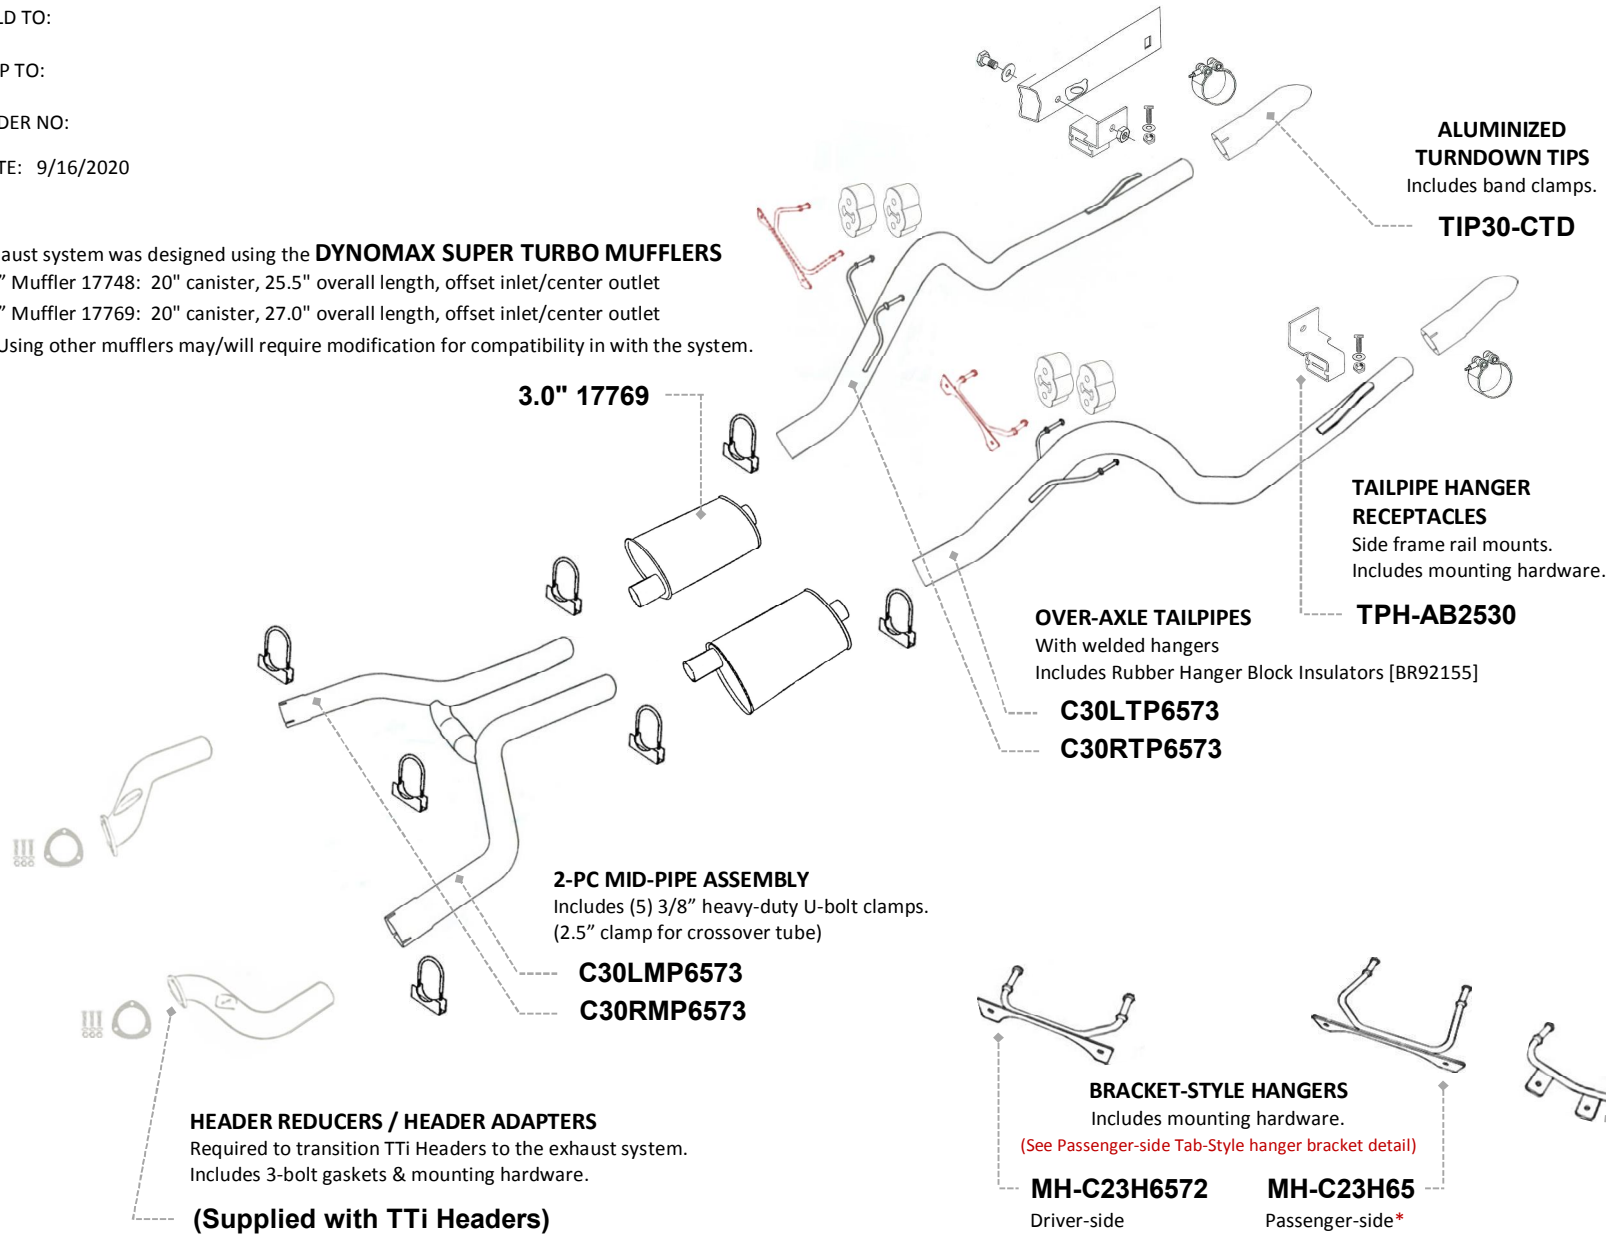 LD TO:
P TO:
DER NO:
TE: 9/16/2020
haust system was designed using the DYNOMAX SUPER TURBO MUFFLERS
” Muffler 17748: 20" canister, 25.5" overall length, offset inlet/center outlet
” Muffler 17769: 20" canister, 27.0" overall length, offset inlet/center outlet
Using other mufflers may/will require modification for compatibility in with the system.
3.0" 17769
ALUMINIZED
TURNDOWN TIPS
Includes band clamps.
TIP30-CTD
TAILPIPE HANGER
RECEPTACLES
Side frame rail mounts.
Includes mounting hardware.
TPH-AB2530
OVER-AXLE TAILPIPES
With welded hangers
Includes Rubber Hanger Block Insulators [BR92155]
C30LTP6573
C30RTP6573
2-PC MID-PIPE ASSEMBLY
Includes (5) 3/8” heavy-duty U-bolt clamps.
(2.5” clamp for crossover tube)
C30LMP6573
C30RMP6573
HEADER REDUCERS / HEADER ADAPTERS
Required to transition TTi Headers to the exhaust system.
Includes 3-bolt gaskets & mounting hardware.
(Supplied with TTi Headers)
BRACKET-STYLE HANGERS
Includes mounting hardware.
(See Passenger-side Tab-Style hanger bracket detail)
MH-C23H6572
Driver-side
MH-C23H65
Passenger-side*